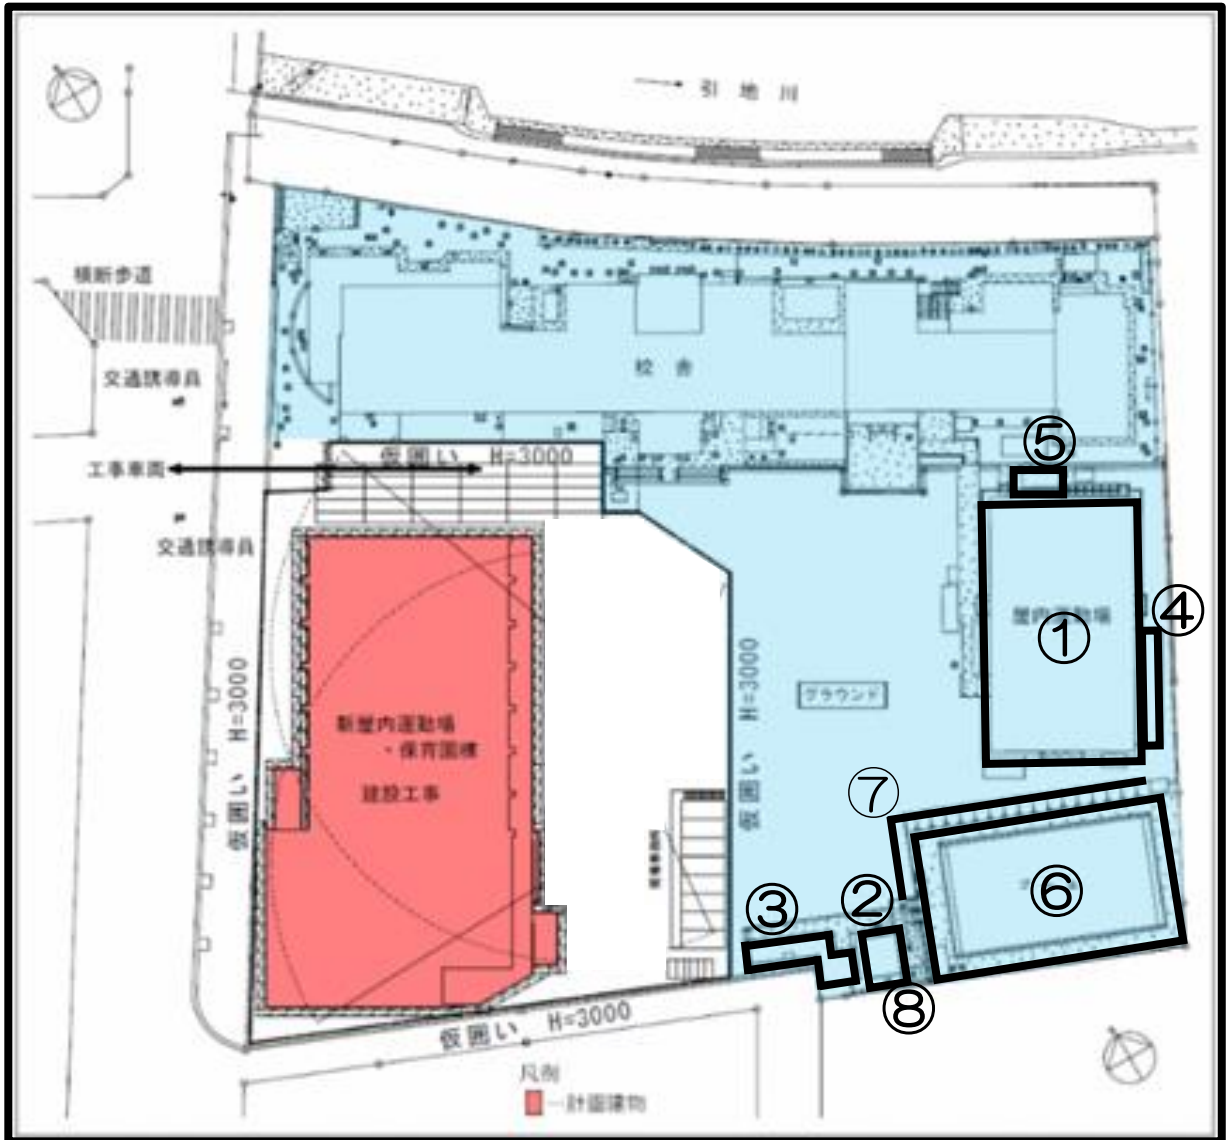 引地川
横断歩道
交通誘導員
校舎
⑤
仮囲い H=3000
工事車両
交通誘導員
④
屋内運動場
①
仮囲い H=3000
仮囲い H=3000
グラウンド
新屋内運動場
・保育園棟
建設工事
⑦
⑥
③
②
⑧
仮囲い H=3000
凡例
…計画建物